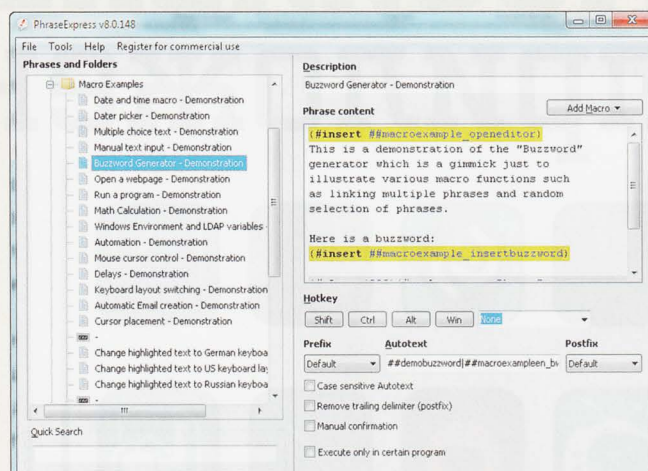 PhraseExpress v8.0.148
File Tools Help Register for commercial use
Phrases and Folders
Macro Examples
Date and time macro - Demonstration
Dater picker - Demonstration
Multiple choice text - Demonstration
Manual text input - Demonstration
Buzzword Generator - Demonstration
Open a webpage - Demonstration
Run a program - Demonstration
Math Calculation - Demonstration
Windows Environment and LDAP variables -
Automation - Demonstration
Mouse cursor control - Demonstration
Delays - Demonstration
Keyboard layout switching - Demonstration
Automatic Email creation - Demonstration
Cursor placement - Demonstration
-
Change highlighted text to German keyboa
Change highlighted text to US keyboard la
Change highlighted text to Russian keyboa
-
Quick Search
Description
Buzzword Generator - Demonstration
Phrase content
Add Macro
{#insert ##macroexample_openeditor}
This is a demonstration of the "Buzzword"
generator which is a gimmick just to
illustrate various macro functions such
as linking multiple phrases and random
selection of phrases.
Here is a buzzword:
{#insert ##macroexample_insertbuzzword}
Hotkey
Shift Ctrl Alt Win None
Prefix Autotext Postfix
Default ##demobuzzword|##macroexampleen_b Default
Case sensitive Autotext
Remove trailing delimiter (postfix)
Manual confirmation
Execute only in certain program